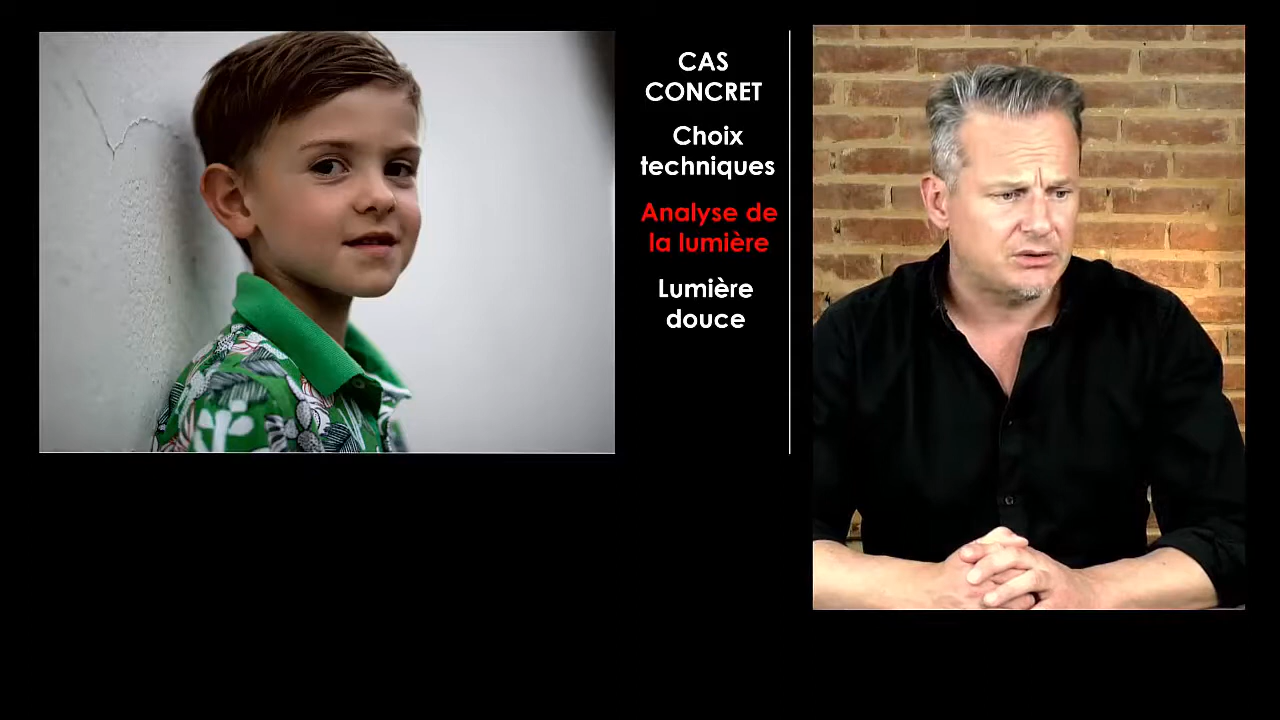 CAS
CONCRET
Choix
techniques
Analyse de
la lumière
Lumière
douce